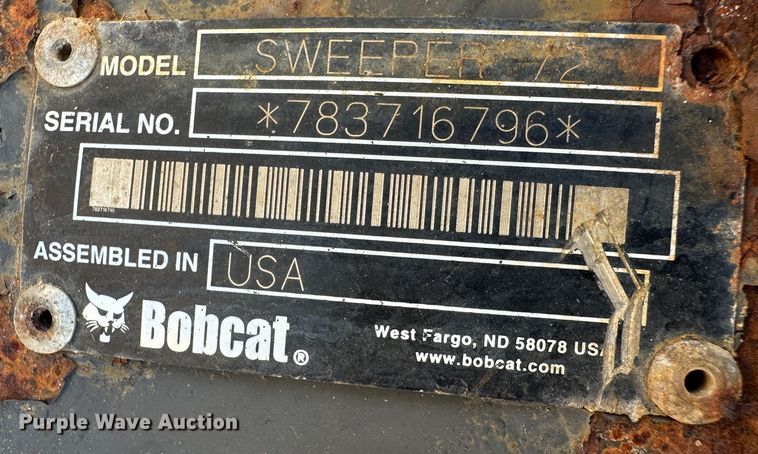 MODEL SWEEPER 72
SERIAL NO. *783716796*
783716796
ASSEMBLED IN USA
Bobcat®
West Fargo, ND 58078 USA
www.bobcat.com
Purple Wave Auction